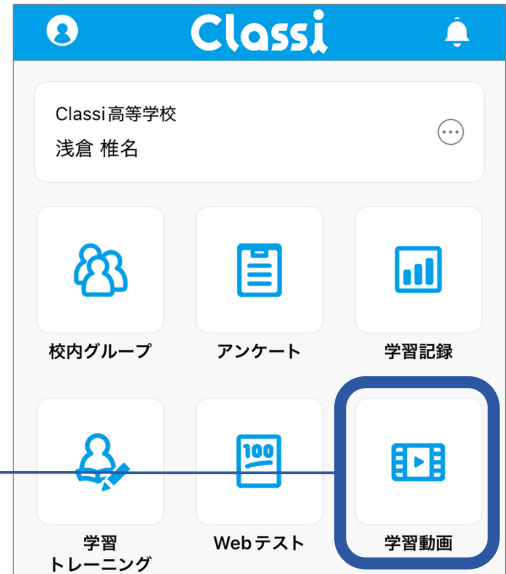 Classi
Classi高等学校
浅倉 椎名
校内グループ
アンケート
学習記録
100
学習
トレーニング
Webテスト
学習動画